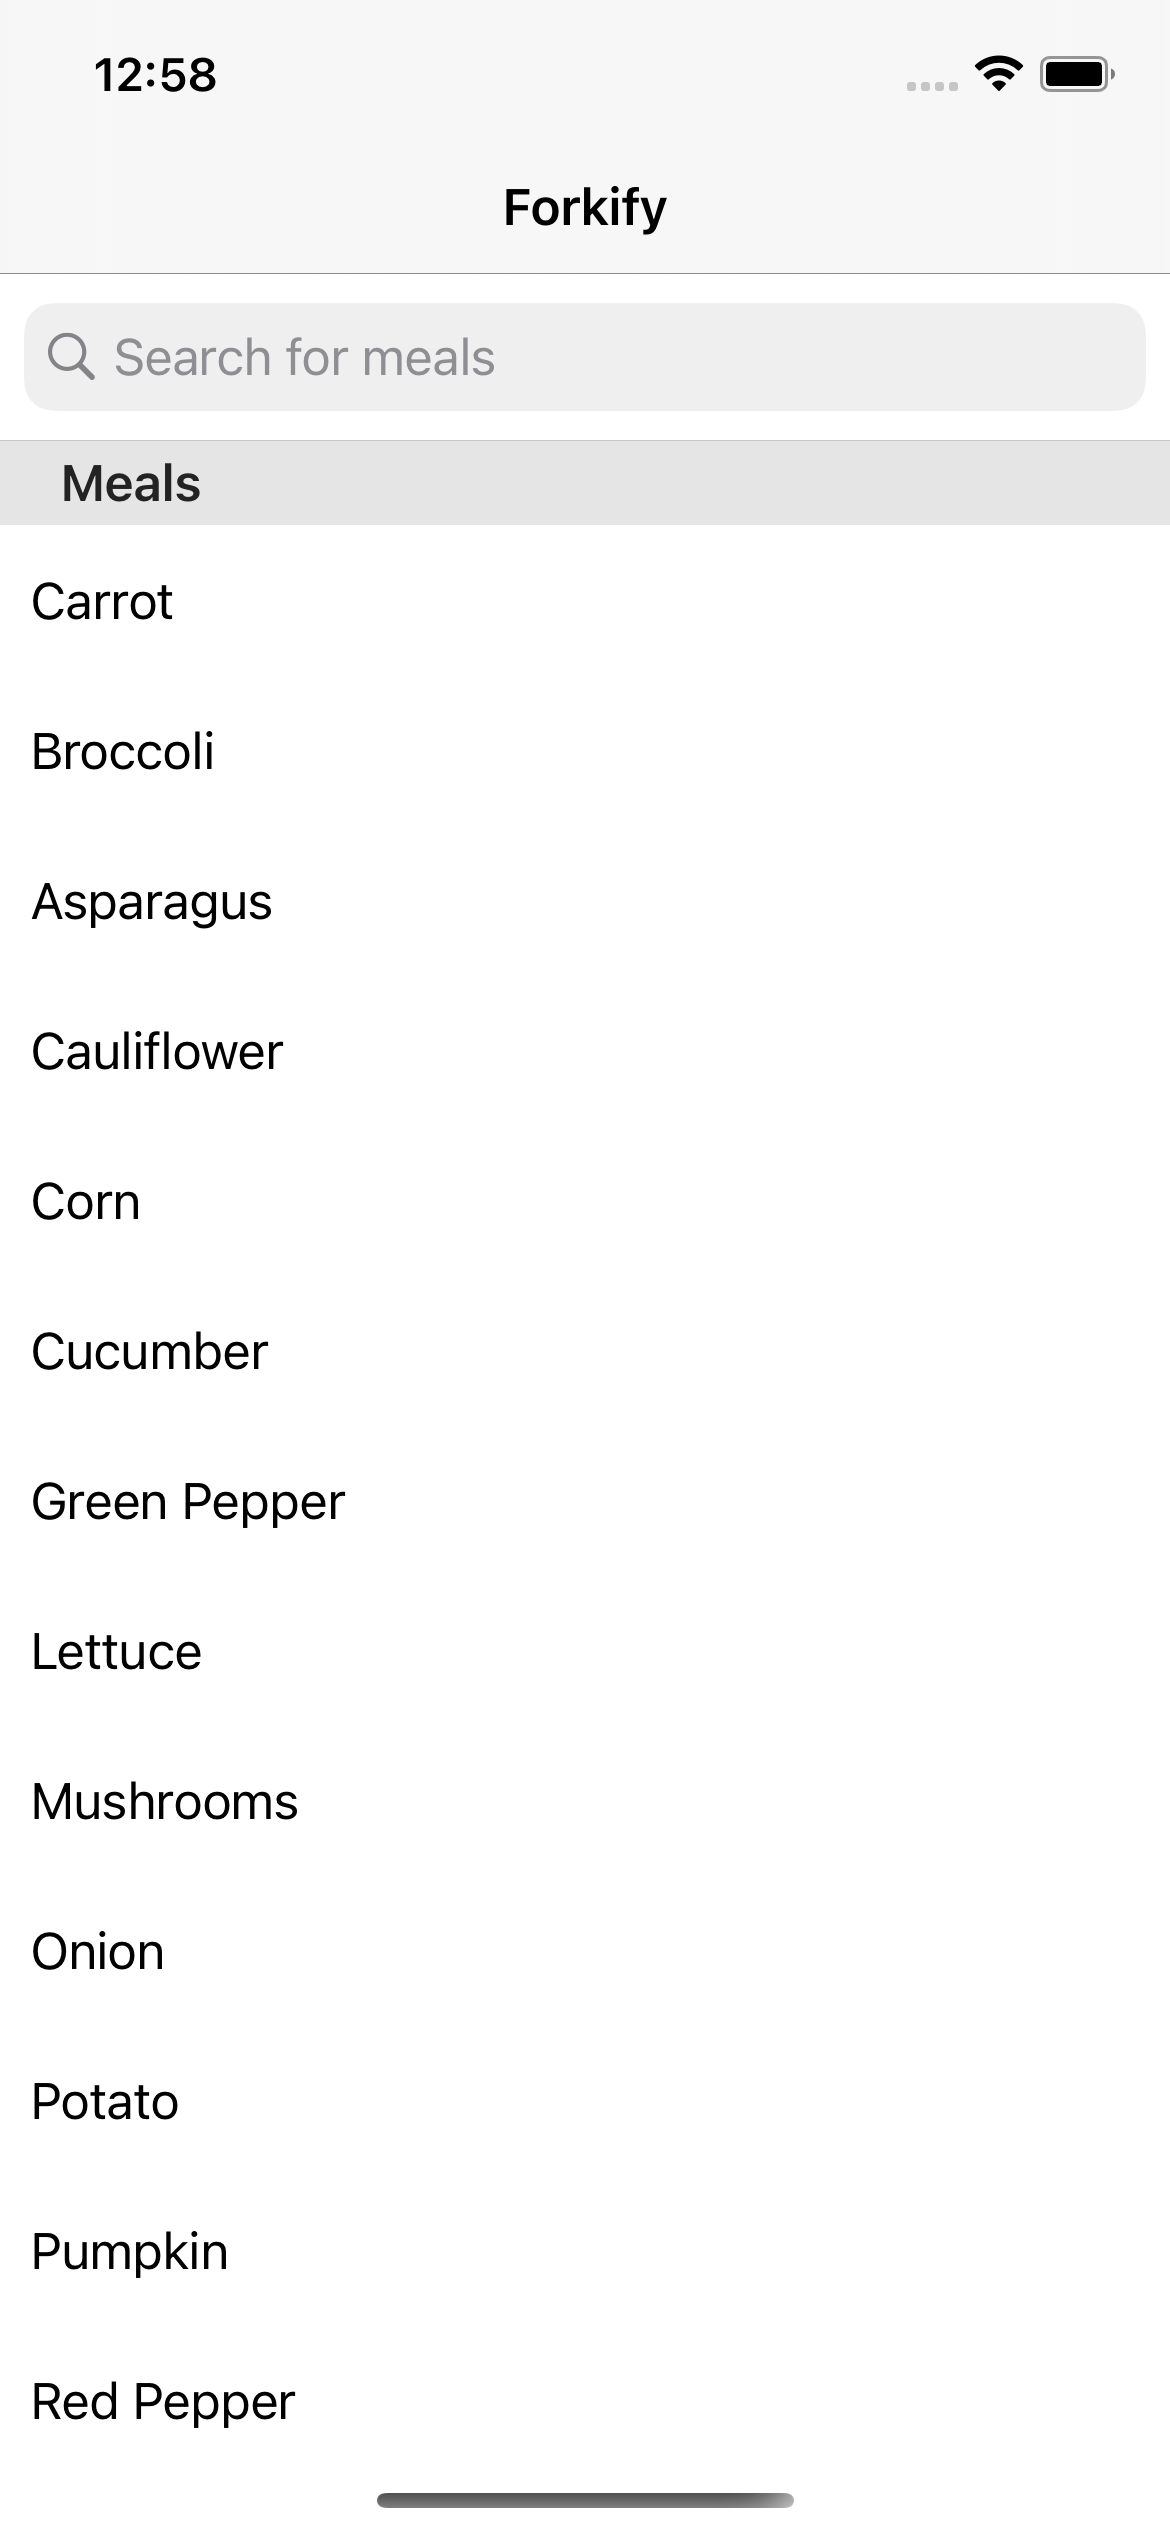 12:58
Forkify
Search for meals
Meals
Carrot
Broccoli
Asparagus
Cauliflower
Corn
Cucumber
Green Pepper
Lettuce
Mushrooms
Onion
Potato
Pumpkin
Red Pepper